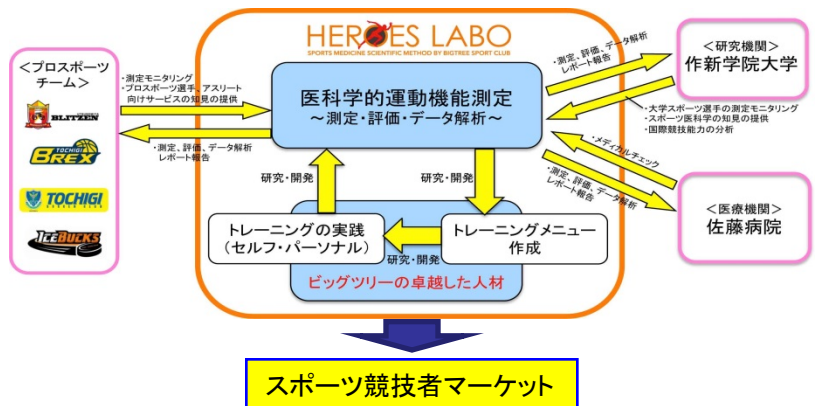 HEROES LABO
SPORTS MEDICINE SCIENTIFIC METHOD BY BIGTREE SPORT CLUB
＜プロスポーツ
チーム＞
BLITZEN
TOCHIGI
BREX
TOCHIGI
ICEBUCKS
・測定モニタリング
・プロスポーツ選手、アスリート
向けサービスの知見の提供
・測定、評価、データ解析
レポート報告
医科学的運動機能測定
～測定・評価・データ解析～
研究・開発
研究・開発
トレーニングの実践
（セルフ・パーソナル）
研究・開発
トレーニングメニュー
作成
ビッグツリーの卓越した人材
・測定、評価、データ解析
レポート報告
＜研究機関＞
作新学院大学
・大学スポーツ選手の測定モニタリング
・スポーツ医科学の知見の提供
・国際競技能力の分析
・メディカルチェック
・測定、評価、データ解析
レポート報告
＜医療機関＞
佐藤病院
スポーツ競技者マーケット